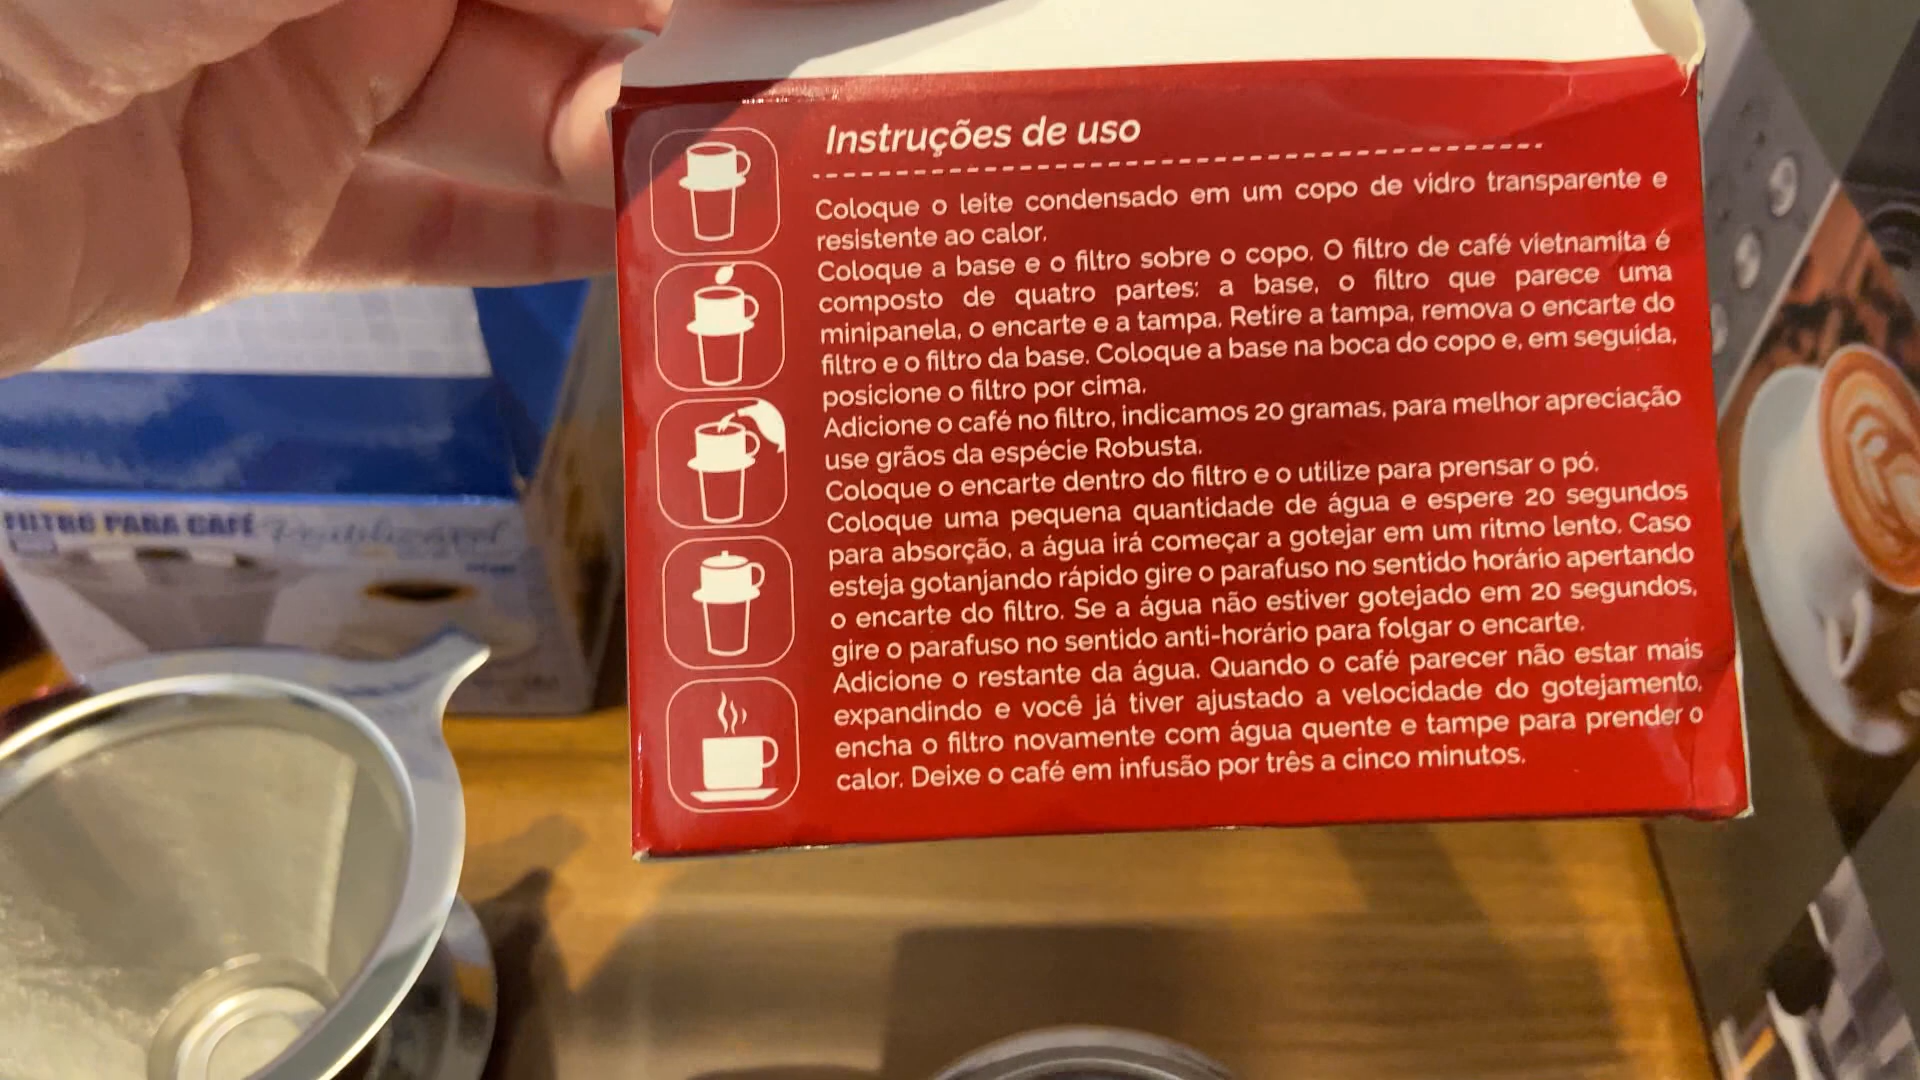 Instruções de uso
Coloque o leite condensado em um copo de vidro transparente e
resistente ao calor.
Coloque a base e o filtro sobre o copo. O filtro de café vietnamita é
composto de quatro partes: a base, o filtro que parece uma
minipanela, o encarte e a tampa. Retire a tampa, remova o encarte do
filtro e o filtro da base. Coloque a base na boca do copo e, em seguida,
posicione o filtro por cima.
Adicione o café no filtro, indicamos 20 gramas, para melhor apreciação
use grãos da espécie Robusta.
Coloque o encarte dentro do filtro e o utilize para prensar o pó.
Coloque uma pequena quantidade de água e espere 20 segundos
para absorção, a água irá começar a gotejar em um ritmo lento. Caso
esteja gotanjando rápido gire o parafuso no sentido horário apertando
o encarte do filtro. Se a água não estiver gotejado em 20 segundos,
gire o parafuso no sentido anti-horário para folgar o encarte.
Adicione o restante da água. Quando o café parecer não estar mais
expandindo e você já tiver ajustado a velocidade do gotejamento,
encha o filtro novamente com água quente e tampe para prender o
calor. Deixe o café em infusão por três a cinco minutos.
FILTRO PARA CAFÉ Reutilizável